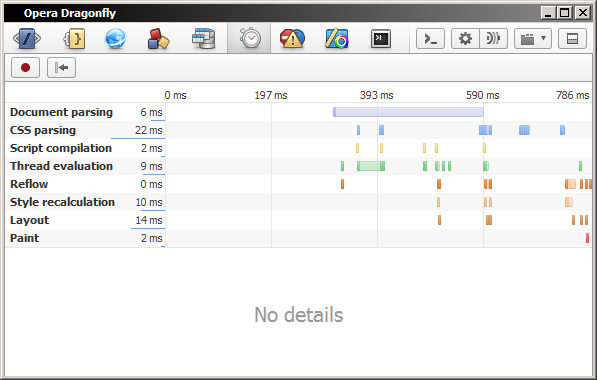 Opera Dragonfly
0 ms 197 ms 393 ms 590 ms 786 ms
Document parsing 6 ms
CSS parsing 22 ms
Script compilation 2 ms
Thread evaluation 9 ms
Reflow 0 ms
Style recalculation 10 ms
Layout 14 ms
Paint 2 ms
No details